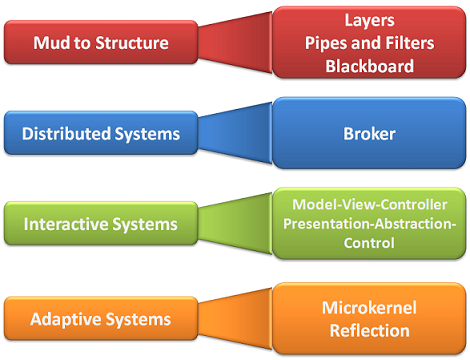 Mud to Structure
Layers
Pipes and Filters
Blackboard
Distributed Systems
Broker
Interactive Systems
Model-View-Controller
Presentation-Abstraction-
Control
Adaptive Systems
Microkernel
Reflection